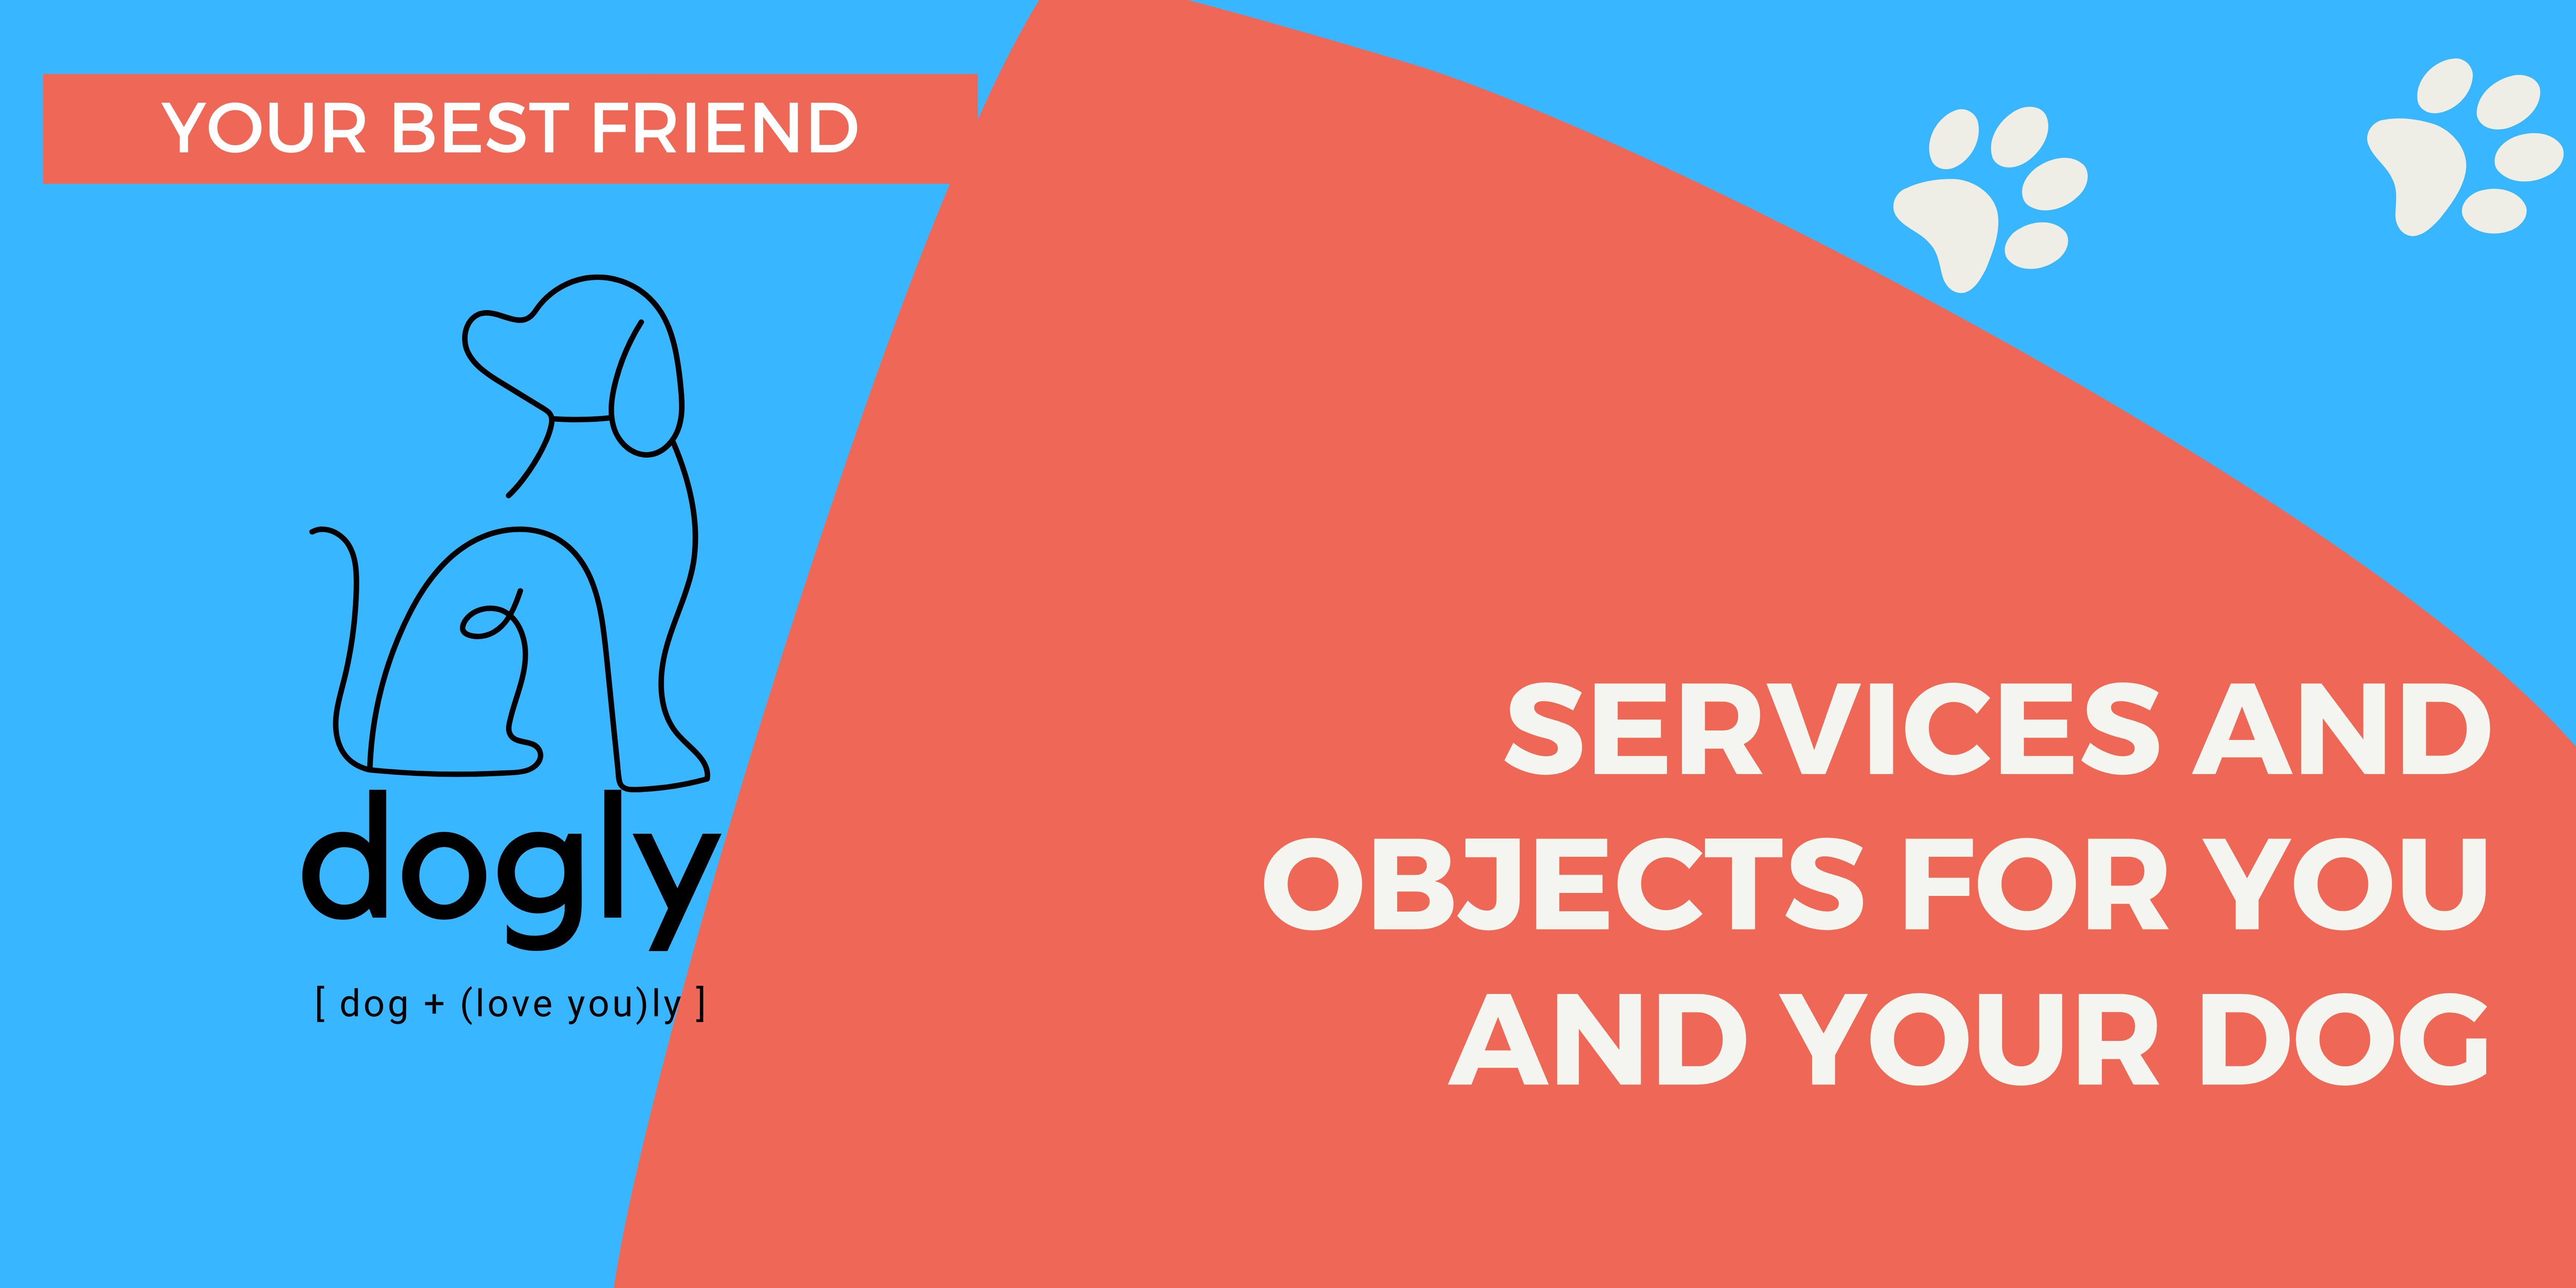 YOUR BEST FRIEND
dogly
[ dog + (love you)ly ]
SERVICES AND
OBJECTS FOR YOU
AND YOUR DOG